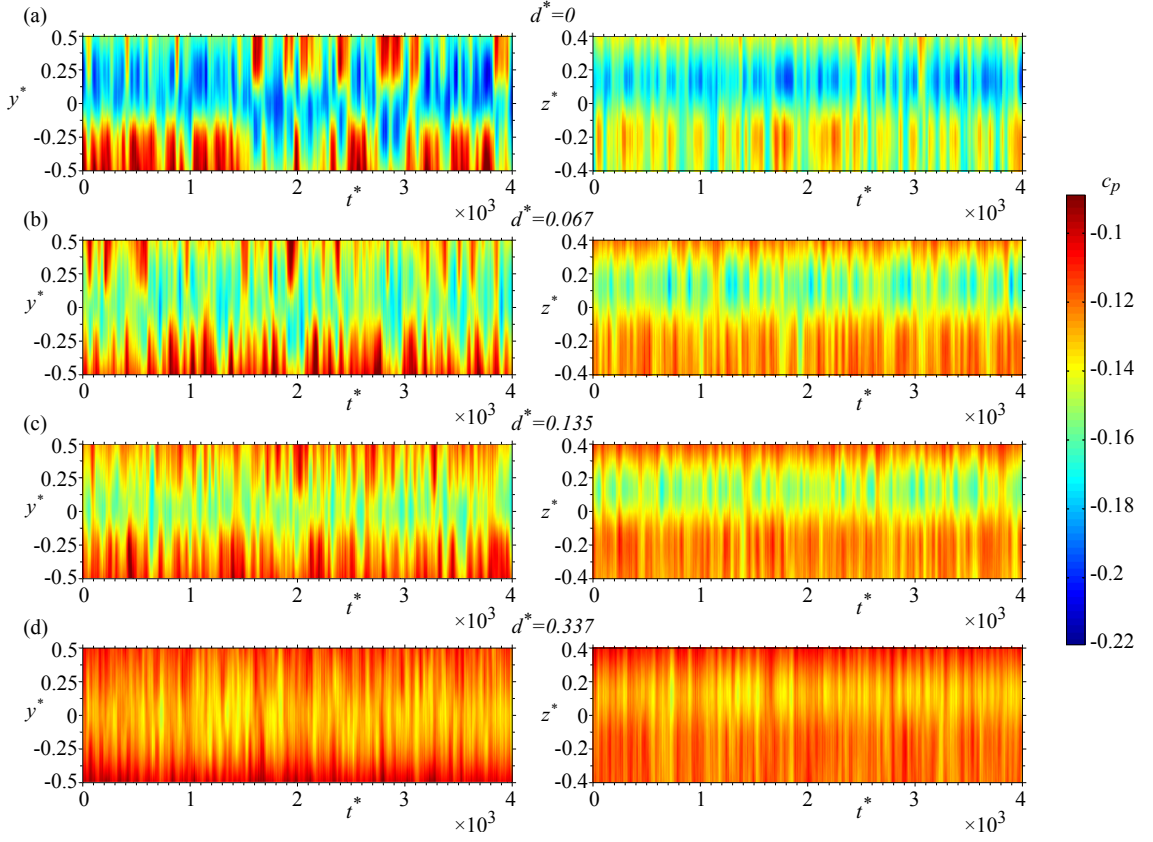 (a) d*=0
0.5 0.25 0 -0.25 -0.5
y*
0 1 2 3 4
t* ×10³
0.4 0.2 0 -0.2 -0.4
z*
0 1 2 3 4
t* ×10³
(b) d*=0.067
0.5 0.25 0 -0.25 -0.5
y*
0 1 2 3 4
t* ×10³
0.4 0.2 0 -0.2 -0.4
z*
0 1 2 3 4
t* ×10³
(c) d*=0.135
0.5 0.25 0 -0.25 -0.5
y*
0 1 2 3 4
t* ×10³
0.4 0.2 0 -0.2 -0.4
z*
0 1 2 3 4
t* ×10³
(d) d*=0.337
0.5 0.25 0 -0.25 -0.5
y*
0 1 2 3 4
t* ×10³
0.4 0.2 0 -0.2 -0.4
z*
0 1 2 3 4
t* ×10³
cₚ
-0.1
-0.12
-0.14
-0.16
-0.18
-0.2
-0.22